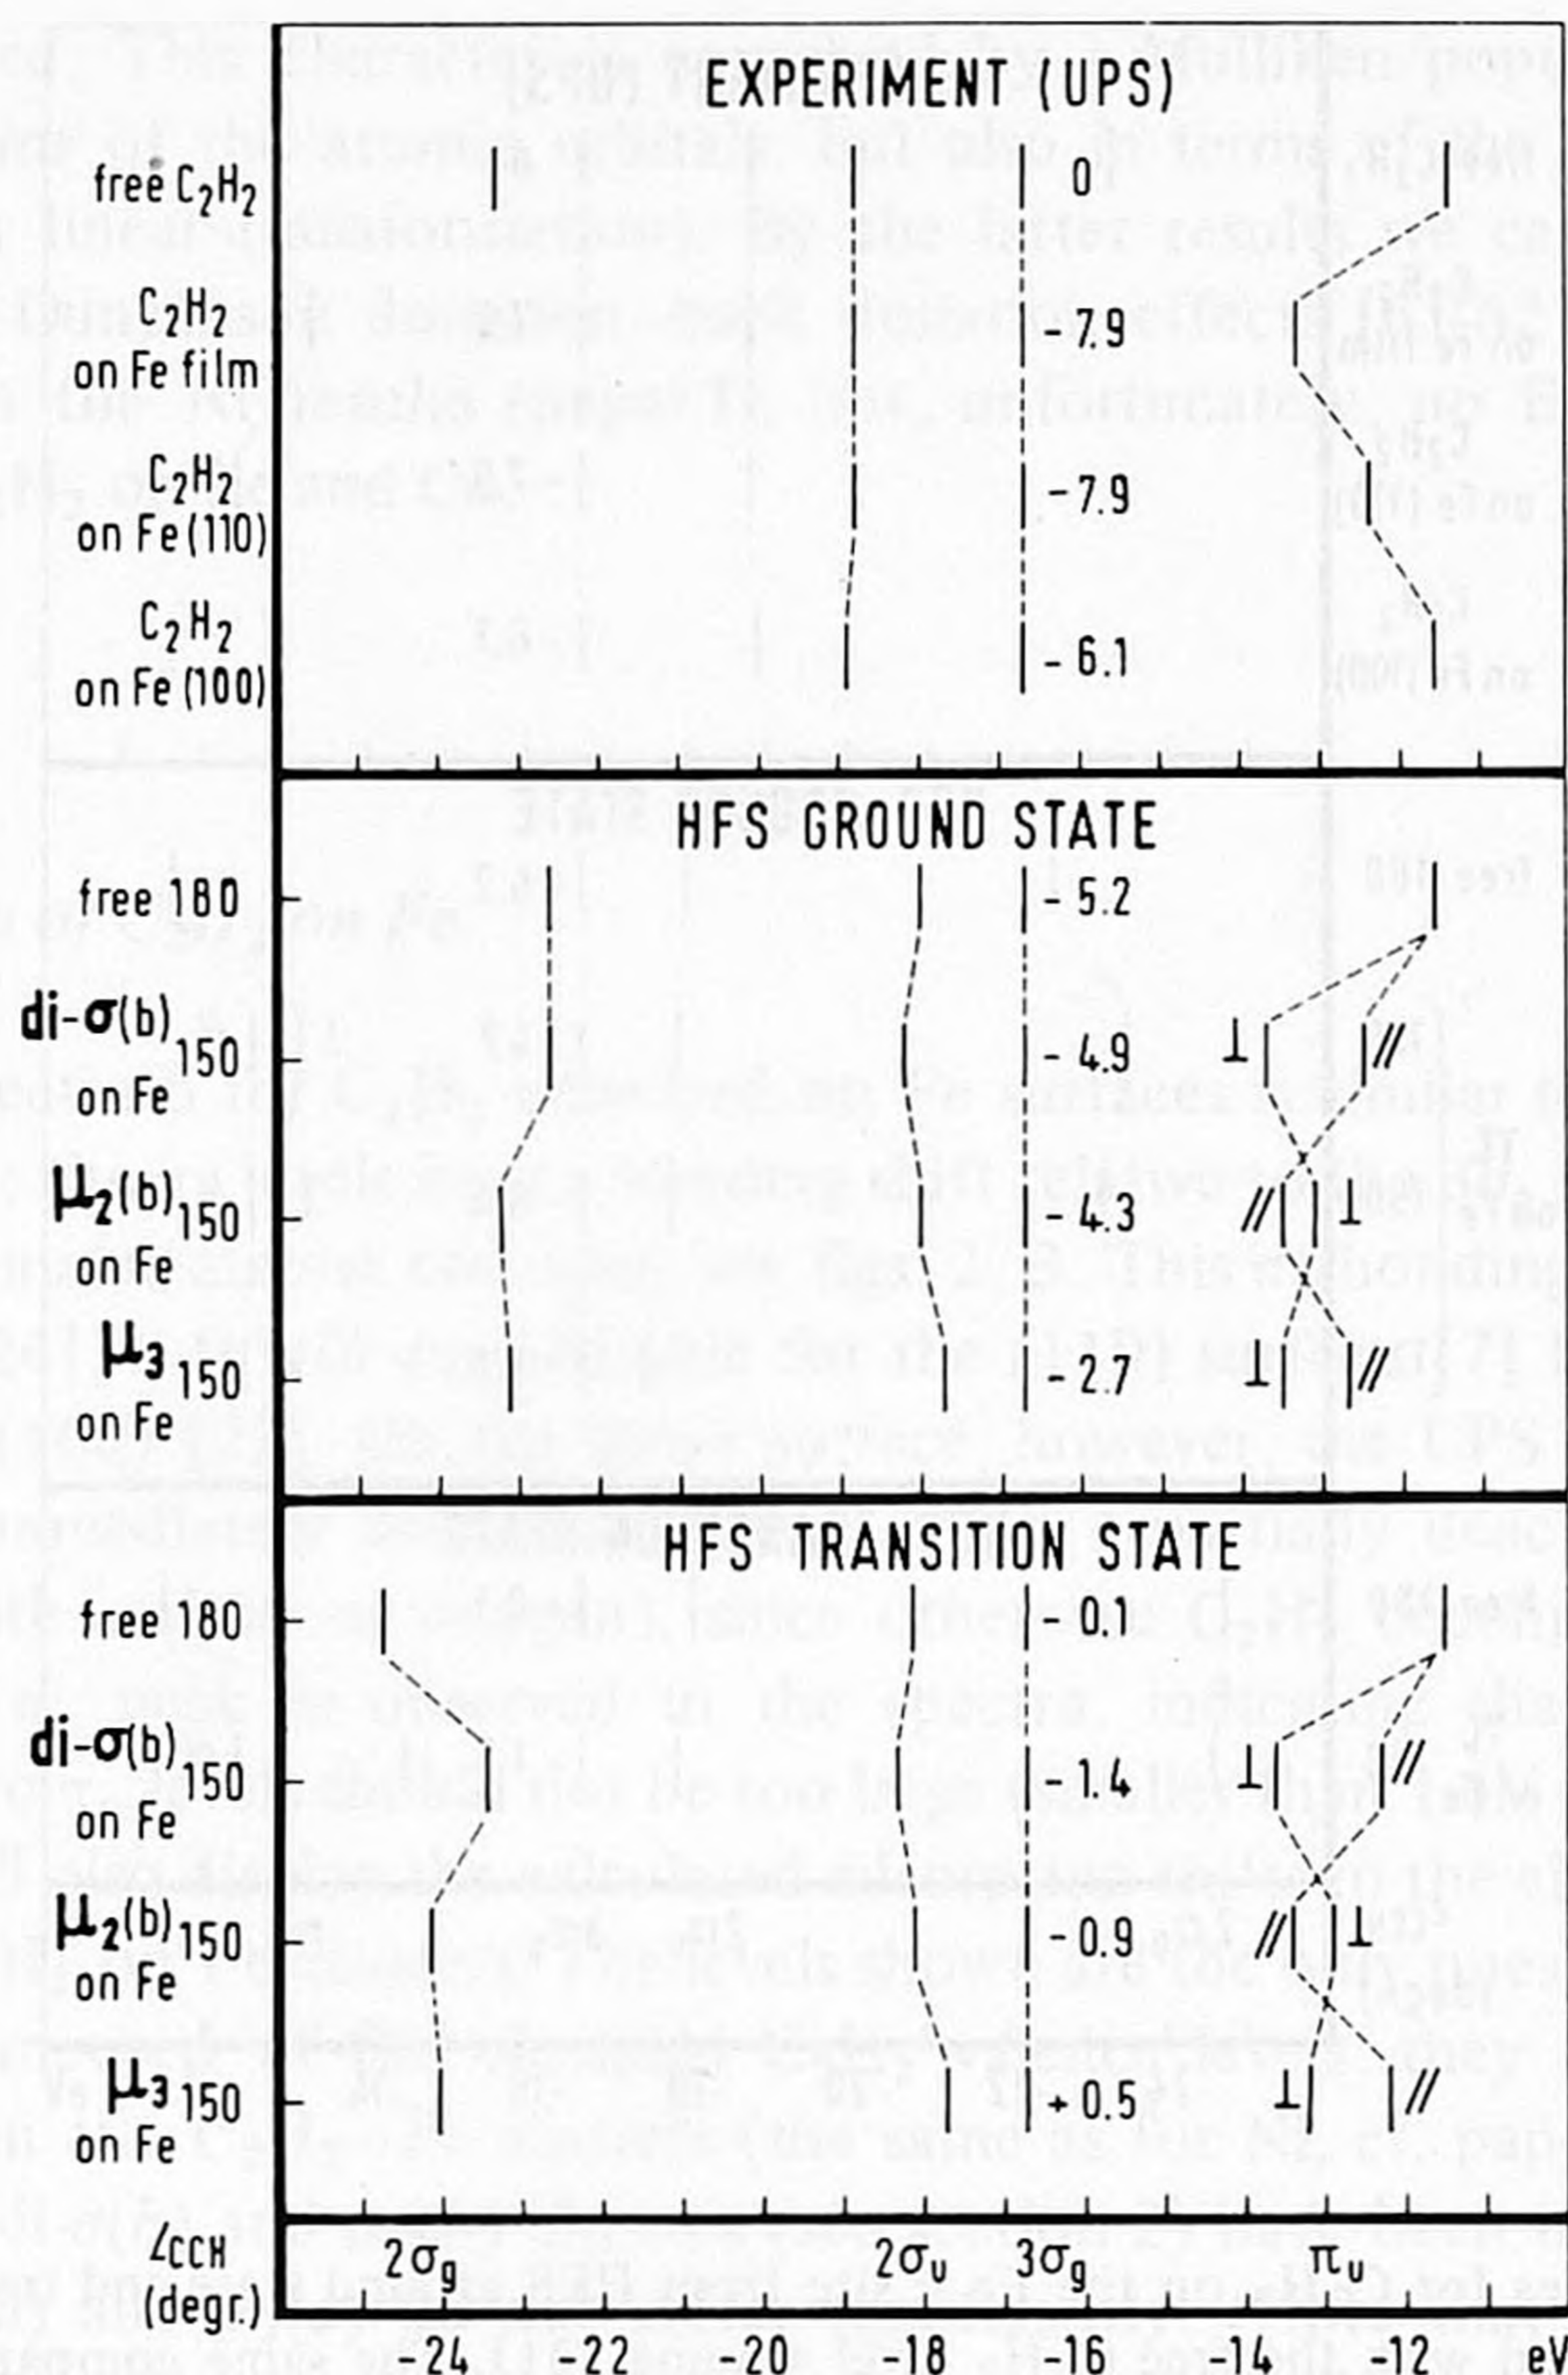 EXPERIMENT (UPS)
free C₂H₂
0
C₂H₂
on Fe film
-7.9
C₂H₂
on Fe (110)
-7.9
C₂H₂
on Fe (100)
-6.1
HFS GROUND STATE
free 180
-5.2
di-σ(b)
150
on Fe
-4.9
⊥ //
μ₂(b)
150
on Fe
-4.3
// ⊥
μ₃
150
on Fe
-2.7
⊥ //
HFS TRANSITION STATE
free 180
-0.1
di-σ(b)
150
on Fe
-1.4
⊥ //
μ₂(b)
150
on Fe
-0.9
// ⊥
μ₃
150
on Fe
+0.5
⊥ //
∠CCH
(degr.)
2σg 2σu 3σg πu
-24 -22 -20 -18 -16 -14 -12 eV